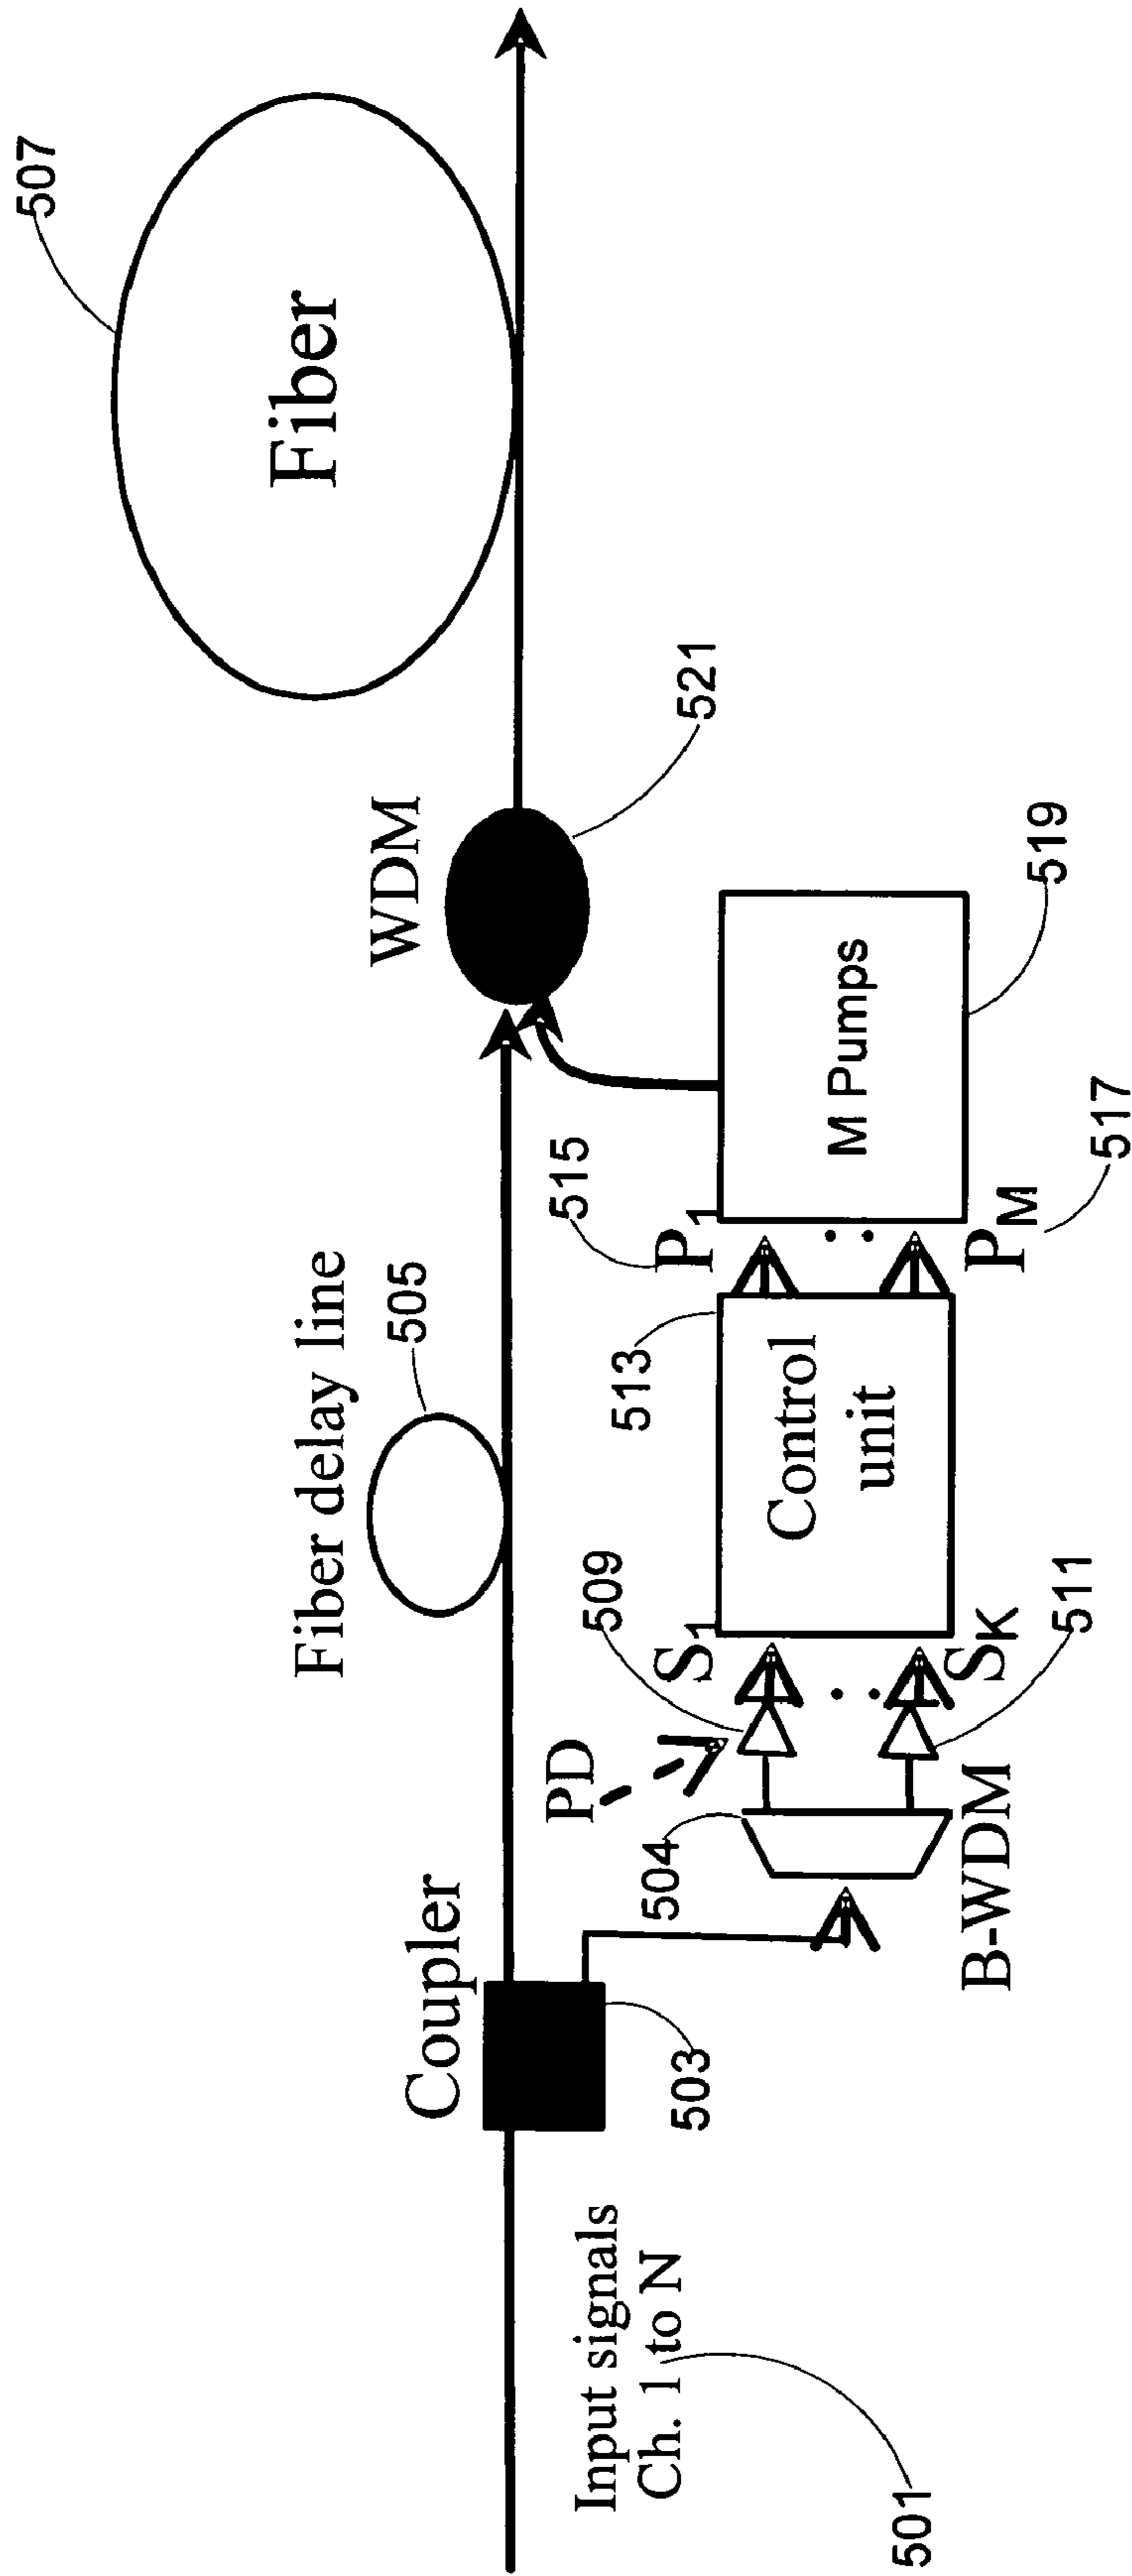 507
Fiber
WDM
521
Fiber delay line
505
Coupler
503
Input signals
Ch. 1 to N
501
PD
504
B-WDM
509
S1
SK
511
Control
unit
513
515
P1
PM
517
M Pumps
519